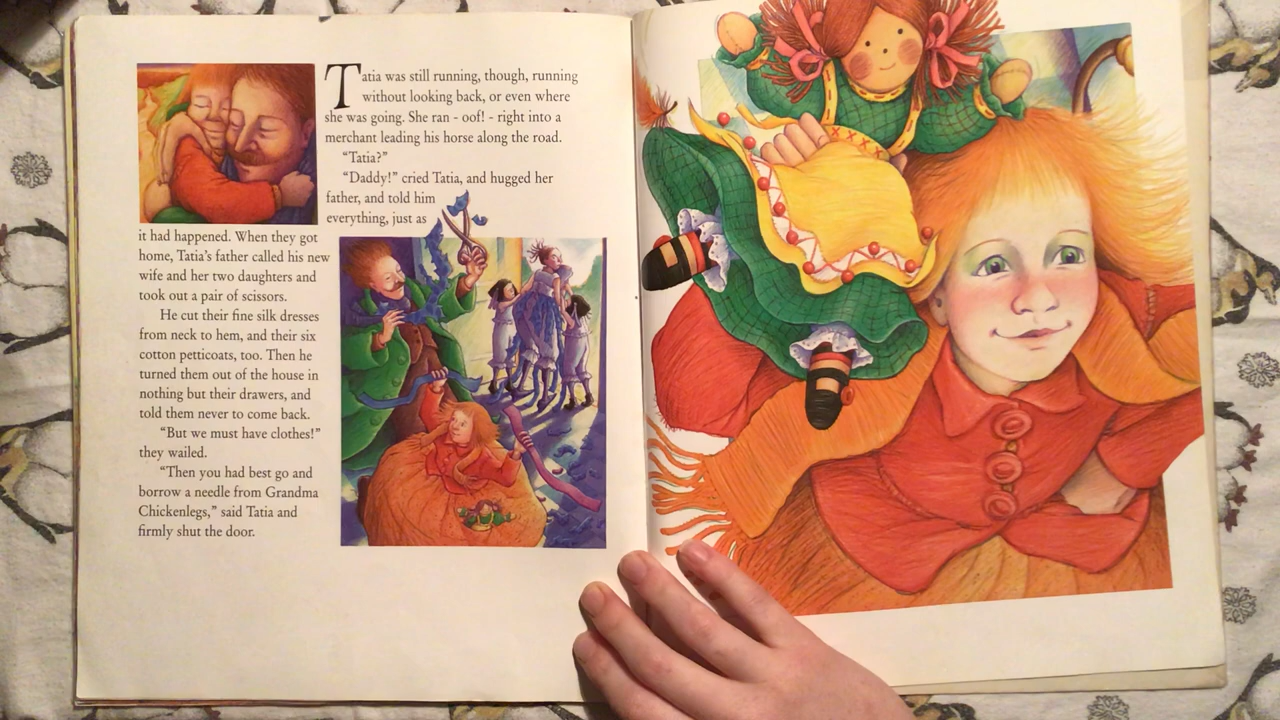 Tatia was still running, though, running
without looking back, or even where
she was going. She ran - oof! - right into a
merchant leading his horse along the road.
“Tatia?”
“Daddy!” cried Tatia, and hugged her
father, and told him
everything, just as
it had happened. When they got
home, Tatia’s father called his new
wife and her two daughters and
took out a pair of scissors.
He cut their fine silk dresses
from neck to hem, and their six
cotton petticoats, too. Then he
turned them out of the house in
nothing but their drawers, and
told them never to come back.
“But we must have clothes!”
they wailed.
“Then you had best go and
borrow a needle from Grandma
Chickenlegs,” said Tatia and
firmly shut the door.